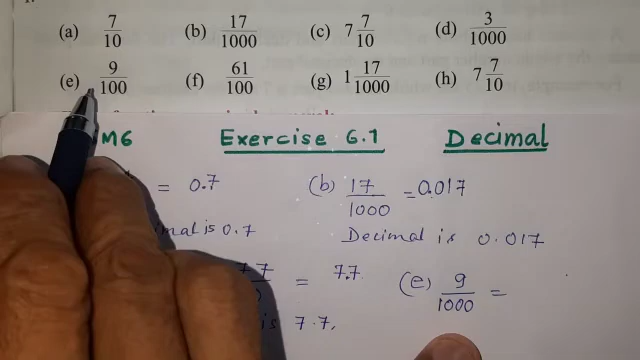 (a) 7/10 (b) 17/1000 (c) 7 7/10 (d) 3/1000
(e) 9/100 (f) 61/100 (g) 1 17/1000 (h) 7 7/10
M6 Exercise 6.1 Decimal
= 0.7 (b) 17/1000 = 0.017
is 0.7 Decimal is 0.017
= 7.7 (e) 9/1000 =
is 7.7.